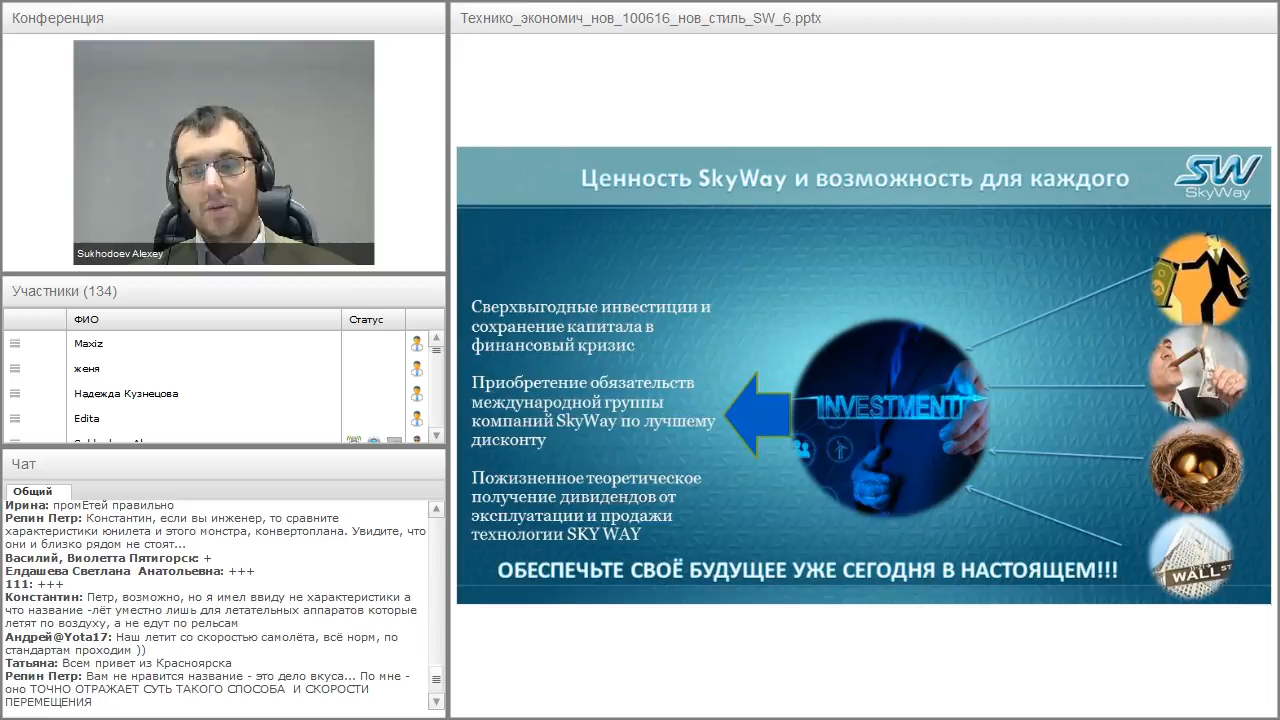 Конференция
Sukhodoev Alexey
Участники (134)
ФИО
Статус
Maxiz
женя
Надежда Кузнецова
Edita
Чат
Общий
Ирина: промЕтей правильно
Репин Петр: Константин, если вы инженер, то сравните
характеристики юнилета и этого монстра, конвертоплана. Увидите, что
они и близко рядом не стоят...
Василий, Виолетта Пятигорск: +
Елдашева Светлана Анатольевна: +++
111: +++
Константин: Петр, возможно, но я имел ввиду не характеристики а
что название -лёт уместно лишь для летательных аппаратов которые
летят по воздуху, а не едут по рельсам
Андрей@Yota17: Наш летит со скоростью самолёта, всё норм, по
стандартам проходим ))
Татьяна: Всем привет из Красноярска
Репин Петр: Вам не нравится название - это дело вкуса... По мне -
оно ТОЧНО ОТРАЖАЕТ СУТЬ ТАКОГО СПОСОБА И СКОРОСТИ
ПЕРЕМЕЩЕНИЯ
Технико_экономич_нов_100616_нов_стиль_SW_6.pptx
Ценность SkyWay и возможность для каждого
SW
SkyWay
Сверхвыгодные инвестиции и
сохранение капитала в
финансовый кризис
Приобретение обязательств
международной группы
компаний SkyWay по лучшему
дисконту
Пожизненное теоретическое
получение дивидендов от
эксплуатации и продажи
технологии SKY WAY
INVESTMENT
WALL ST
ОБЕСПЕЧЬТЕ СВОЁ БУДУЩЕЕ УЖЕ СЕГОДНЯ В НАСТОЯЩЕМ!!!